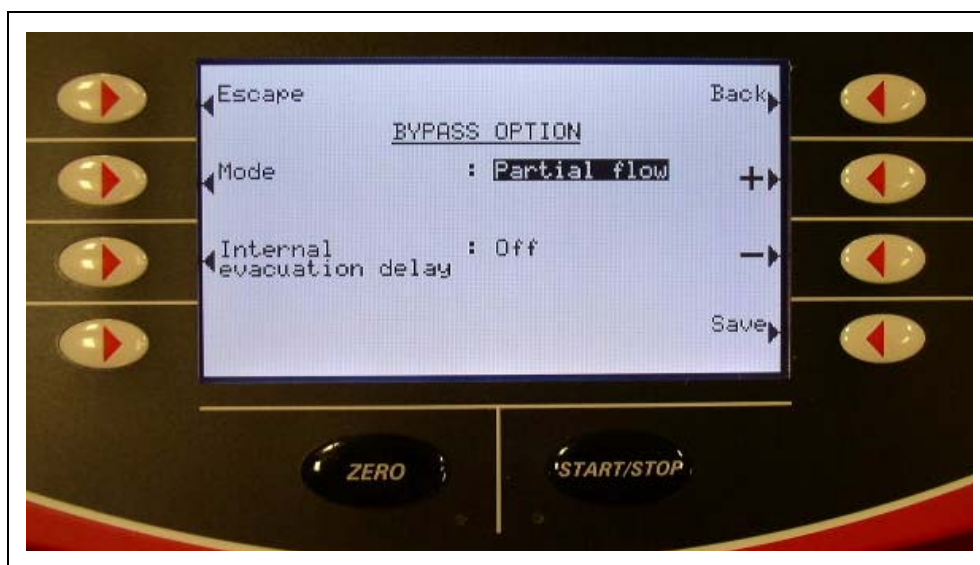 Escape Back
BYPASS OPTION
Mode : Partial flow +
Internal : Off −
evacuation delay
Save
ZERO START/STOP